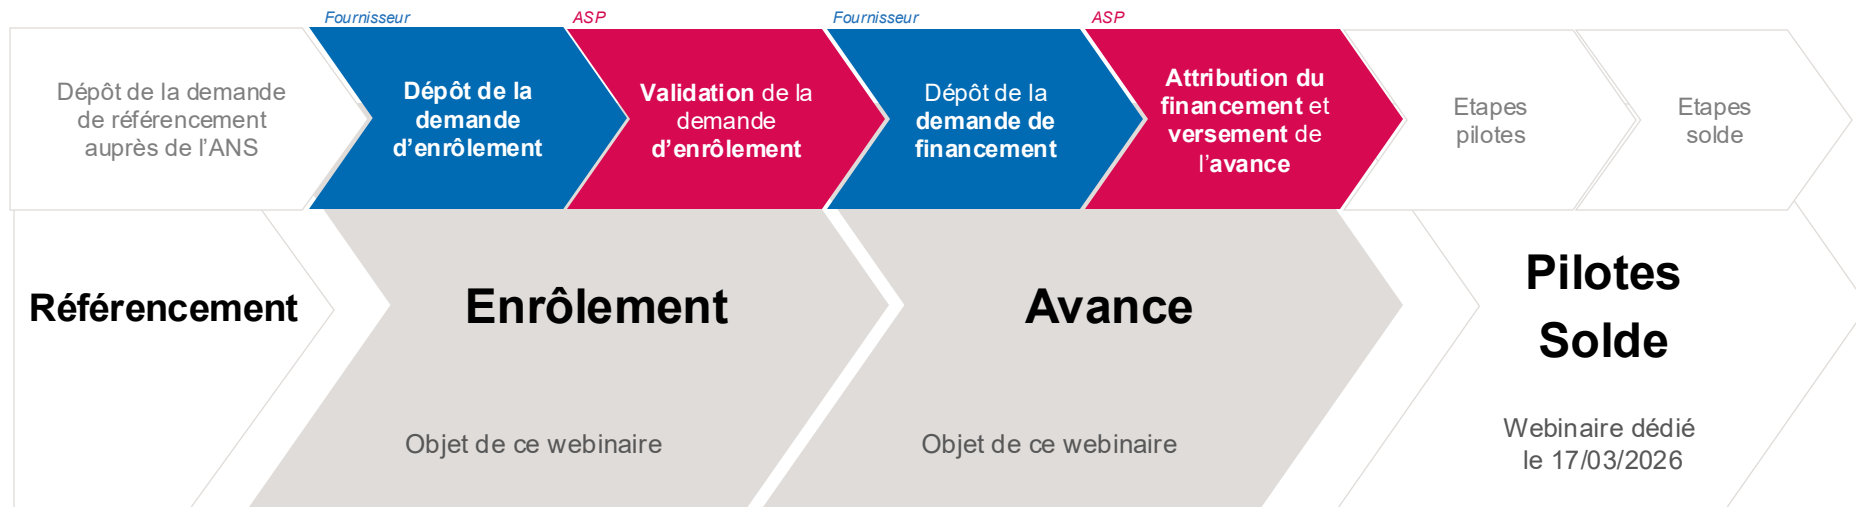 Fournisseur
ASP
Fournisseur
ASP
Dépôt de la demande
de référencement
auprès de l'ANS
Dépôt de la
demande
d'enrôlement
Validation de la
demande
d'enrôlement
Dépôt de la
demande de
financement
Attribution du
financement et
versement de
l'avance
Etapes
pilotes
Etapes
solde
Référencement
Enrôlement
Avance
Pilotes
Solde
Objet de ce webinaire
Objet de ce webinaire
Webinaire dédié
le 17/03/2026